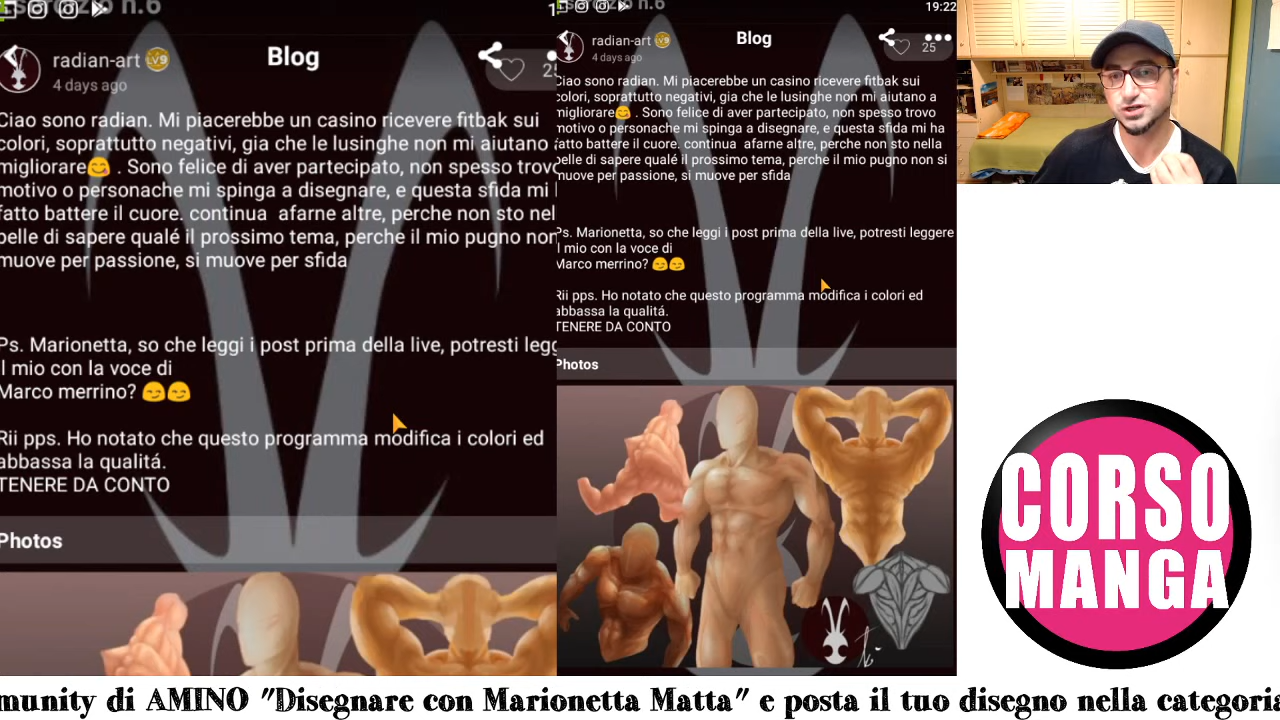 sercizio n.6
radian-art LV9
4 days ago
Blog
25
Ciao sono radian. Mi piacerebbe un casino ricevere fitbak sui
colori, soprattutto negativi, gia che le lusinghe non mi aiutano
migliorare😋 . Sono felice di aver partecipato, non spesso trovo
motivo o personache mi spinga a disegnare, e questa sfida mi
fatto battere il cuore. continua  afarne altre, perche non sto nel
pelle di sapere qualé il prossimo tema, perche il mio pugno non
muove per passione, si muove per sfida
Ps. Marionetta, so che leggi i post prima della live, potresti legg
il mio con la voce di
Marco merrino? 😏😏
Rii pps. Ho notato che questo programma modifica i colori ed
abbassa la qualitá.
TENERE DA CONTO
Photos
n.6
19:22
radian-art LV9
4 days ago
Blog
25
Ciao sono radian. Mi piacerebbe un casino ricevere fitbak sui
colori, soprattutto negativi, gia che le lusinghe non mi aiutano a
migliorare😋 . Sono felice di aver partecipato, non spesso trovo
motivo o personache mi spinga a disegnare, e questa sfida mi ha
fatto battere il cuore. continua  afarne altre, perche non sto nella
pelle di sapere qualé il prossimo tema, perche il mio pugno non si
muove per passione, si muove per sfida
Ps. Marionetta, so che leggi i post prima della live, potresti leggere
il mio con la voce di
Marco merrino? 😏😏
Rii pps. Ho notato che questo programma modifica i colori ed
abbassa la qualitá.
TENERE DA CONTO
Photos
CORSO
MANGA
munity di AMINO "Disegnare con Marionetta Matta" e posta il tuo disegno nella categoria